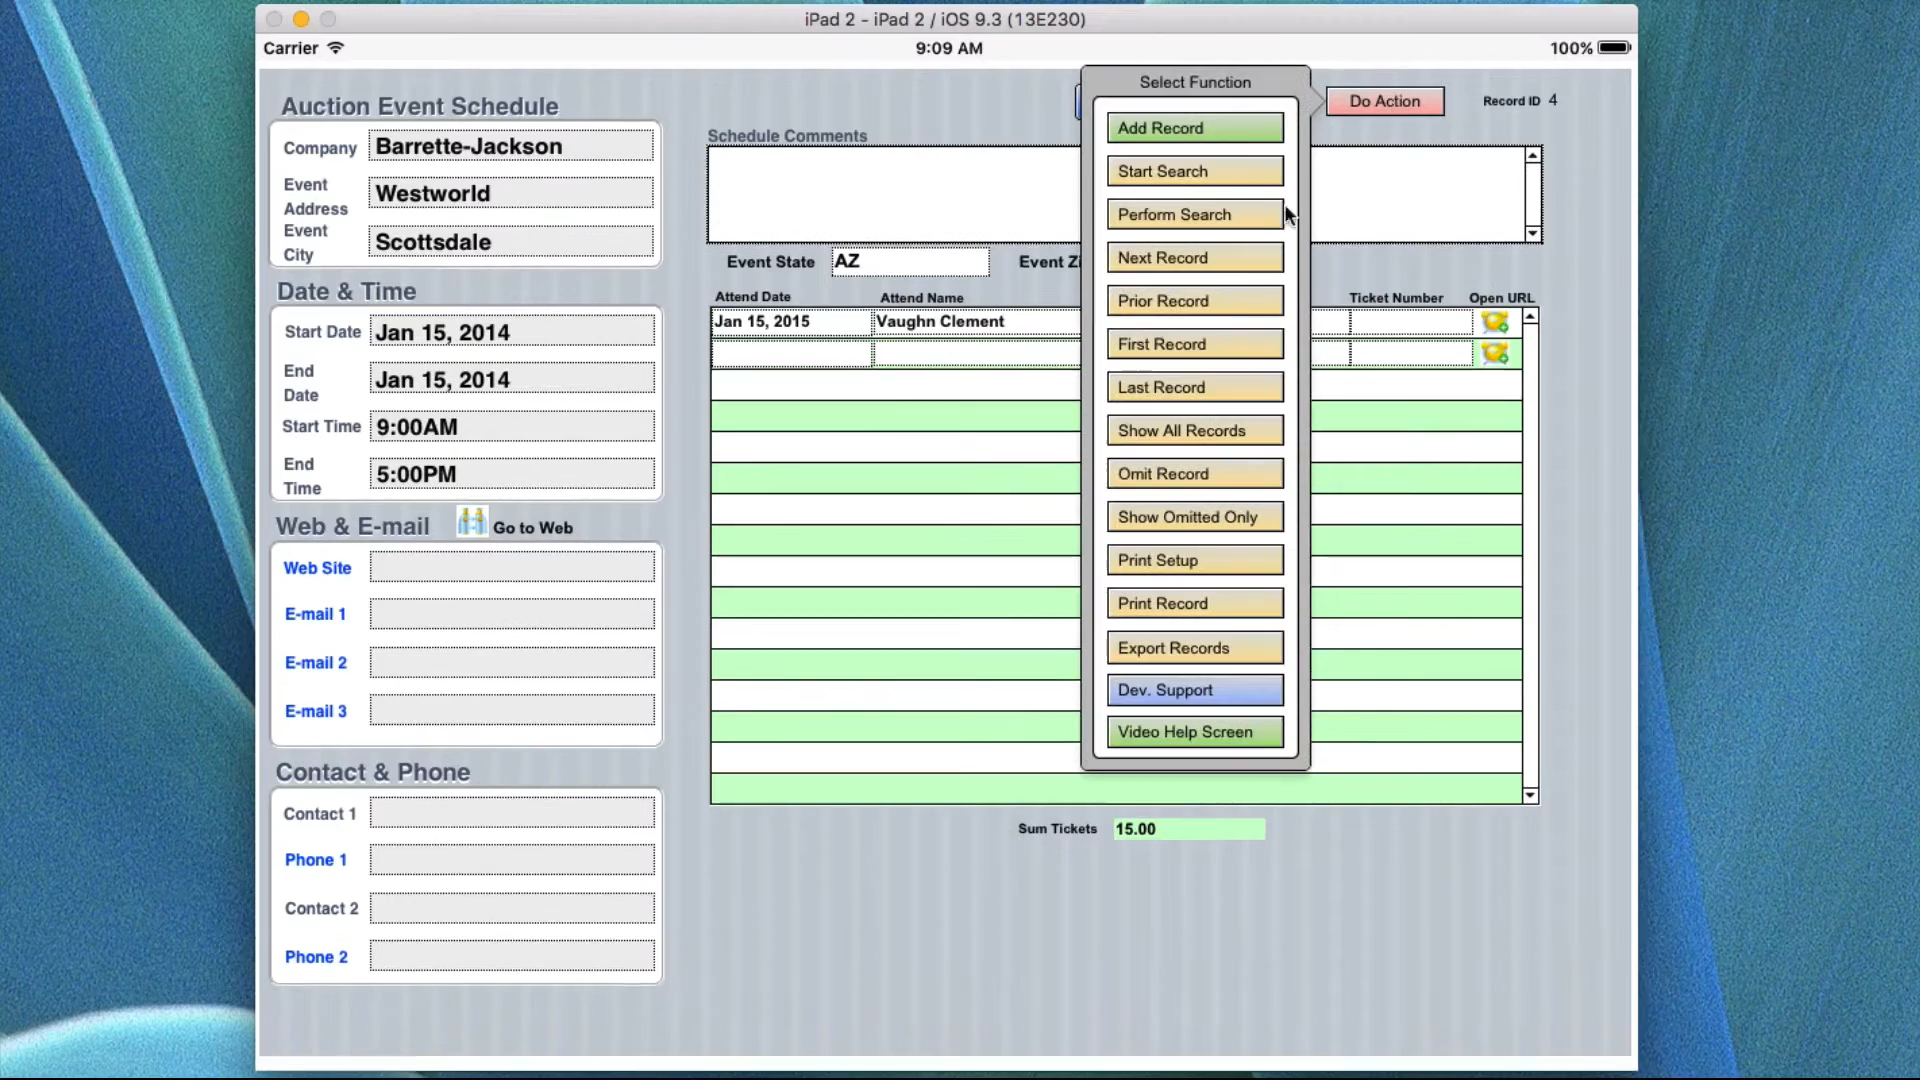 iPad 2 - iPad 2 / iOS 9.3 (13E230)
Carrier
9:09 AM
100%
Auction Event Schedule
Company
Barrette-Jackson
Event
Address
Westworld
Event
City
Scottsdale
Date & Time
Start Date
Jan 15, 2014
End
Date
Jan 15, 2014
Start Time
9:00AM
End
Time
5:00PM
Web & E-mail
Go to Web
Web Site
E-mail 1
E-mail 2
E-mail 3
Contact & Phone
Contact 1
Phone 1
Contact 2
Phone 2
Do Action
Record ID 4
Schedule Comments
Event State
AZ
Event Zi
Attend Date
Attend Name
Ticket Number
Open URL
Jan 15, 2015
Vaughn Clement
Sum Tickets
15.00
Select Function
Add Record
Start Search
Perform Search
Next Record
Prior Record
First Record
Last Record
Show All Records
Omit Record
Show Omitted Only
Print Setup
Print Record
Export Records
Dev. Support
Video Help Screen